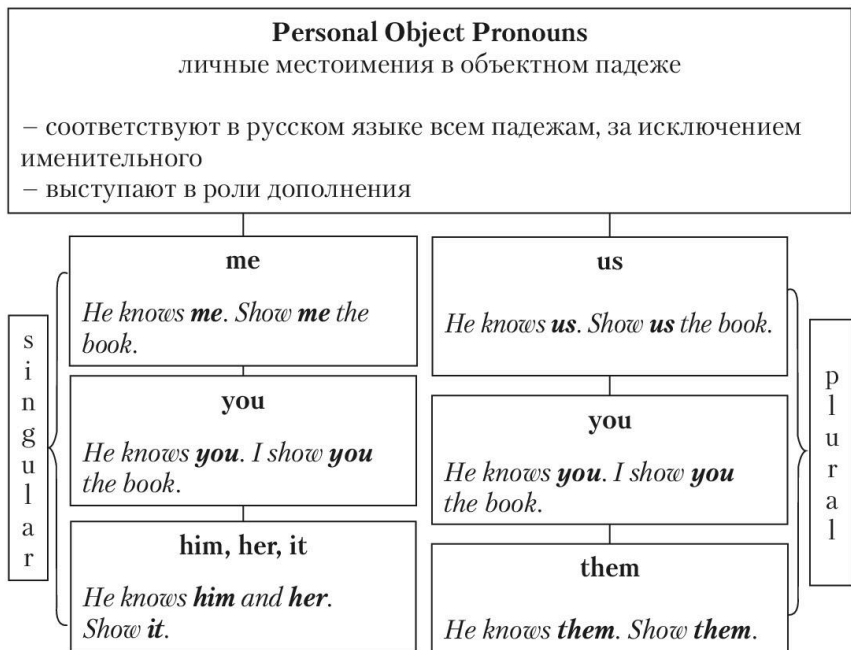 Personal Object Pronouns
личные местоимения в объектном падеже
– соответствуют в русском языке всем падежам, за исключением
именительного
– выступают в роли дополнения
singular
me
He knows me. Show me the
book.
you
He knows you. I show you
the book.
him, her, it
He knows him and her.
Show it.
us
He knows us. Show us the book.
you
He knows you. I show you
the book.
them
He knows them. Show them.
plural